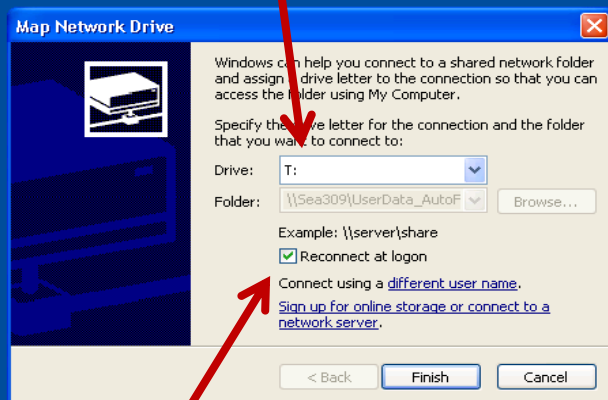 Map Network Drive
Windows can help you connect to a shared network folder
and assign a drive letter to the connection so that you can
access the folder using My Computer.
Specify the drive letter for the connection and the folder
that you want to connect to:
Drive: T:
Folder: \\Sea309\UserData_AutoF Browse...
Example: \\server\share
Reconnect at logon
Connect using a different user name.
Sign up for online storage or connect to a
network server.
< Back Finish Cancel